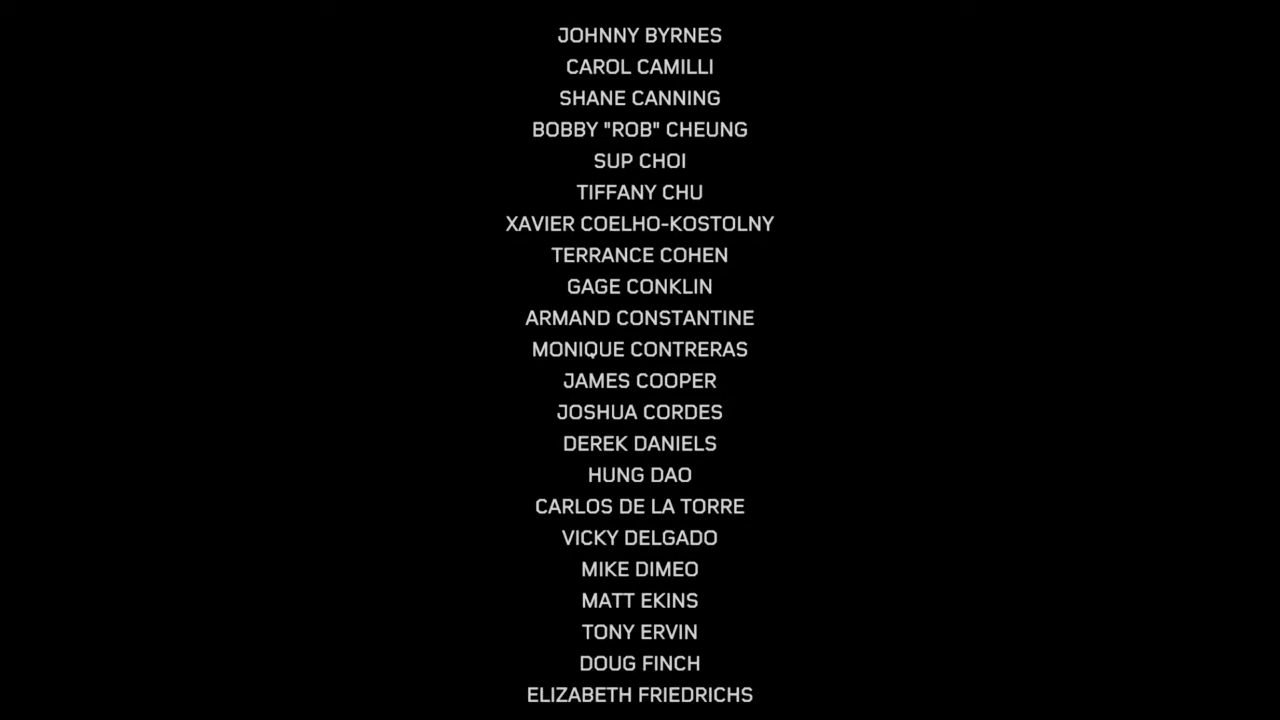 JOHNNY BYRNES
CAROL CAMILLI
SHANE CANNING
BOBBY "ROB" CHEUNG
SUP CHOI
TIFFANY CHU
XAVIER COELHO-KOSTOLNY
TERRANCE COHEN
GAGE CONKLIN
ARMAND CONSTANTINE
MONIQUE CONTRERAS
JAMES COOPER
JOSHUA CORDES
DEREK DANIELS
HUNG DAO
CARLOS DE LA TORRE
VICKY DELGADO
MIKE DIMEO
MATT EKINS
TONY ERVIN
DOUG FINCH
ELIZABETH FRIEDRICHS